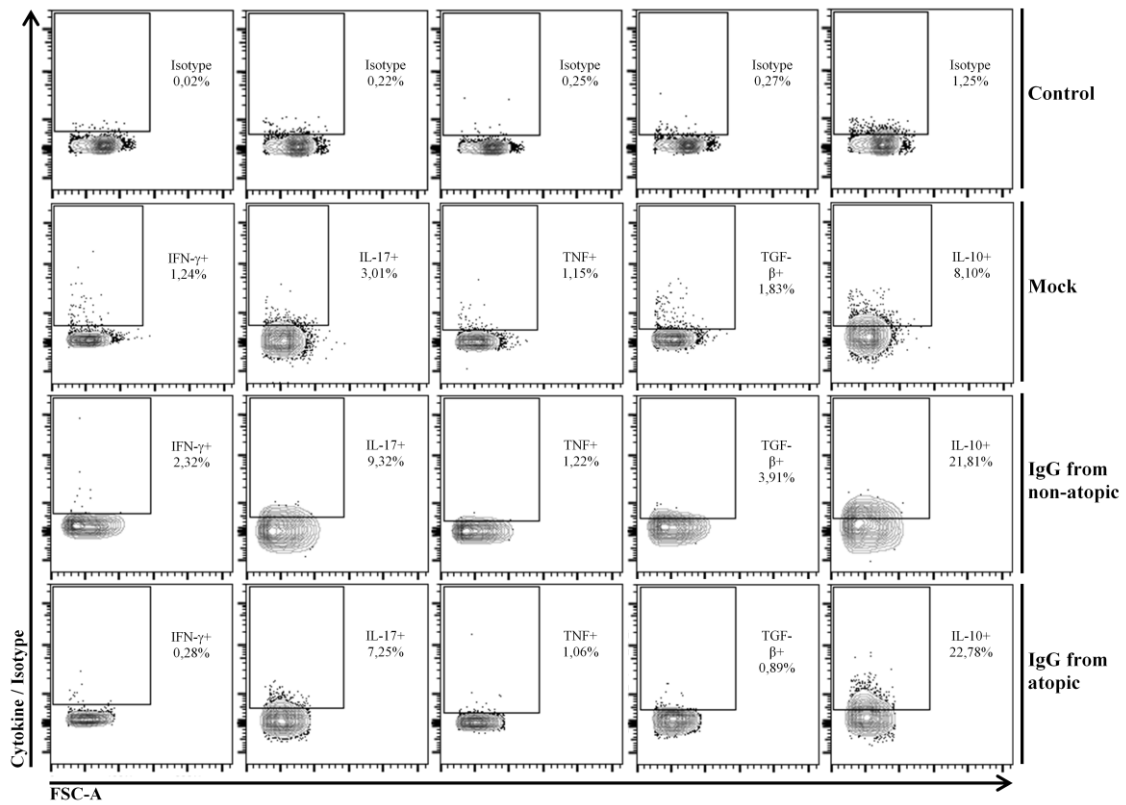 Isotype
0,02%
Isotype
0,22%
Isotype
0,25%
Isotype
0,27%
Isotype
1,25%
Control
IFN-γ+
1,24%
IL-17+
3,01%
TNF+
1,15%
TGF-
β+
1,83%
IL-10+
8,10%
Mock
IFN-γ+
2,32%
IL-17+
9,32%
TNF+
1,22%
TGF-
β+
3,91%
IL-10+
21,81%
IgG from
non-atopic
IFN-γ+
0,28%
IL-17+
7,25%
TNF+
1,06%
TGF-
β+
0,89%
IL-10+
22,78%
IgG from
atopic
Cytokine / Isotype
FSC-A